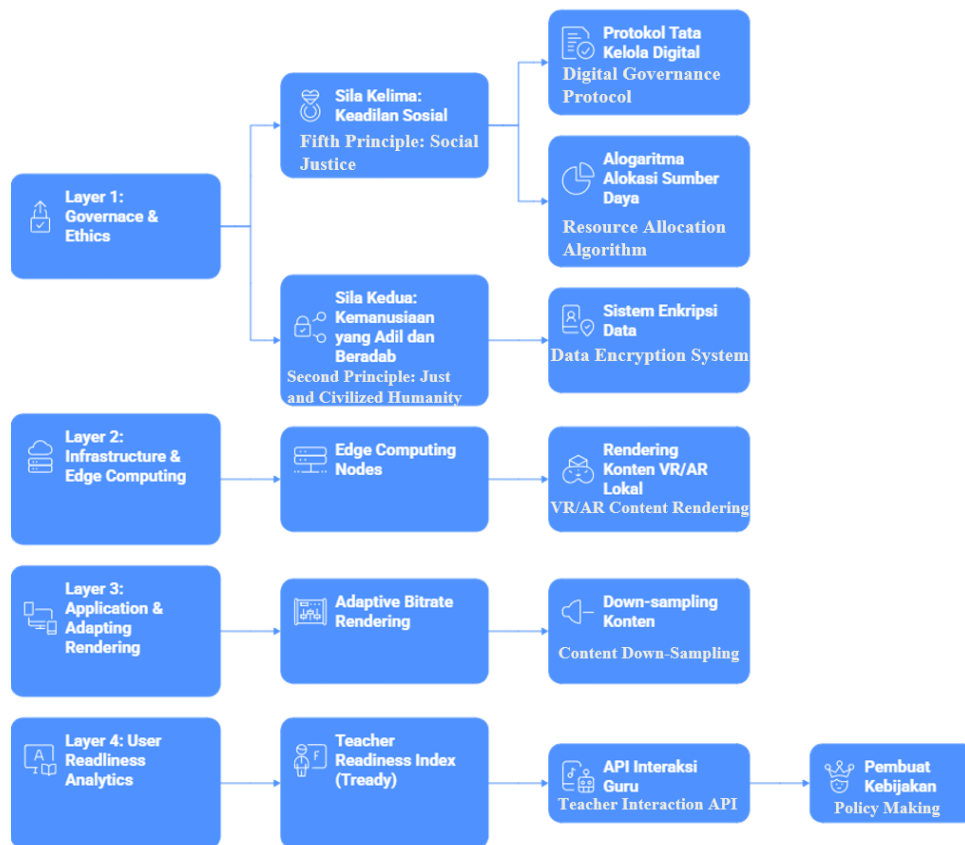 Layer 1:
Governace &
Ethics
Sila Kelima:
Keadilan Sosial
Fifth Principle: Social
Justice
Protokol Tata
Kelola Digital
Digital Governance
Protocol
Alogaritma
Alokasi Sumber
Daya
Resource Allocation
Algorithm
Sila Kedua:
Kemanusiaan
yang Adil dan
Beradab
Second Principle: Just
and Civilized Humanity
Sistem Enkripsi
Data
Data Encryption System
Layer 2:
Infrastructure &
Edge Computing
Edge Computing
Nodes
Rendering
Konten VR/AR
Lokal
VR/AR Content Rendering
Layer 3:
Application &
Adapting
Rendering
Adaptive Bitrate
Rendering
Down-sampling
Konten
Content Down-Sampling
Layer 4: User
Readiness
Analytics
Teacher
Readiness Index
(Tready)
API Interaksi
Guru
Teacher Interaction API
Pembuat
Kebijakan
Policy Making